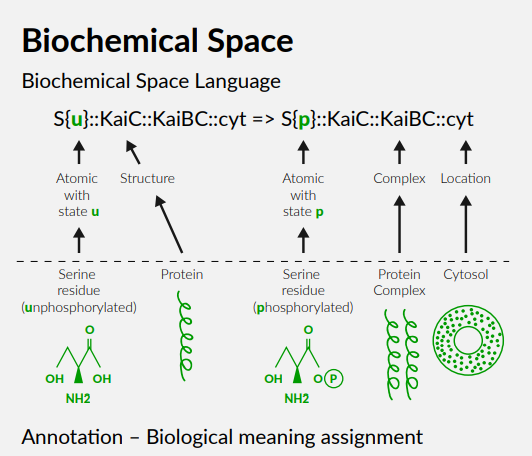 Biochemical Space
Biochemical Space Language
S{u}::KaiC::KaiBC::cyt => S{p}::KaiC::KaiBC::cyt
Atomic
with
state u
Structure
Atomic
with
state p
Complex
Location
Serine
residue
(unphosphorylated)
Protein
Serine
residue
(phosphorylated)
Protein
Complex
Cytosol
O
OH
OH
NH2
O
OH
O
P
NH2
Annotation – Biological meaning assignment